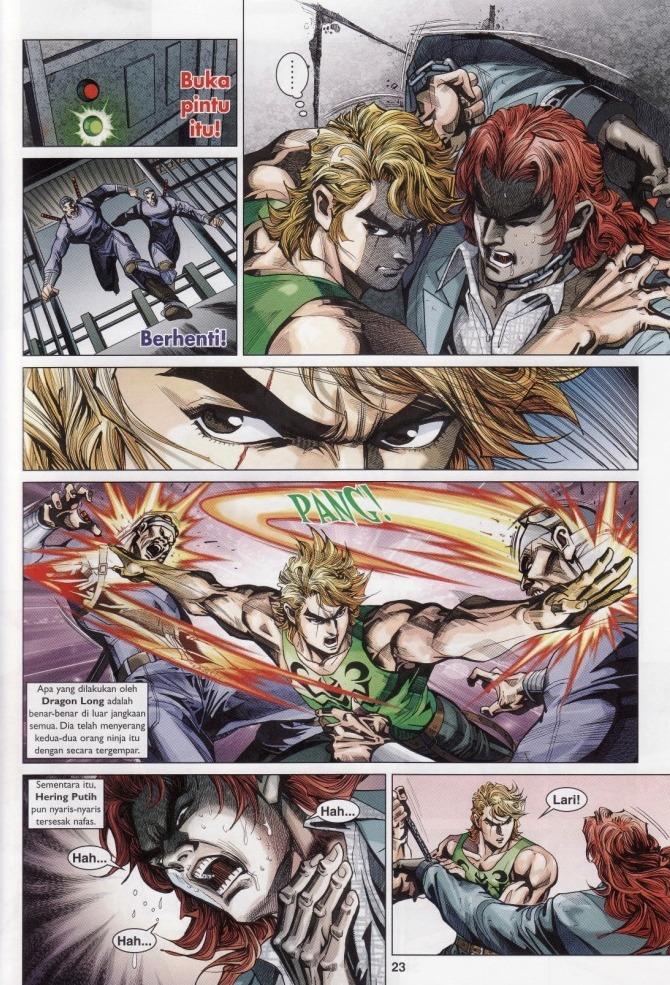 Buka
pintu
itu!
......
Berhenti!
PANG!
Apa yang dilakukan oleh
Dragon Long adalah
benar-benar di luar jangkaan
semua. Dia telah menyerang
kedua-dua orang ninja itu
dengan secara tergempar.
Sementara itu,
Hering Putih
pun nyaris-nyaris
tersesak nafas.
Hah...
Hah...
Hah...
Lari!
23